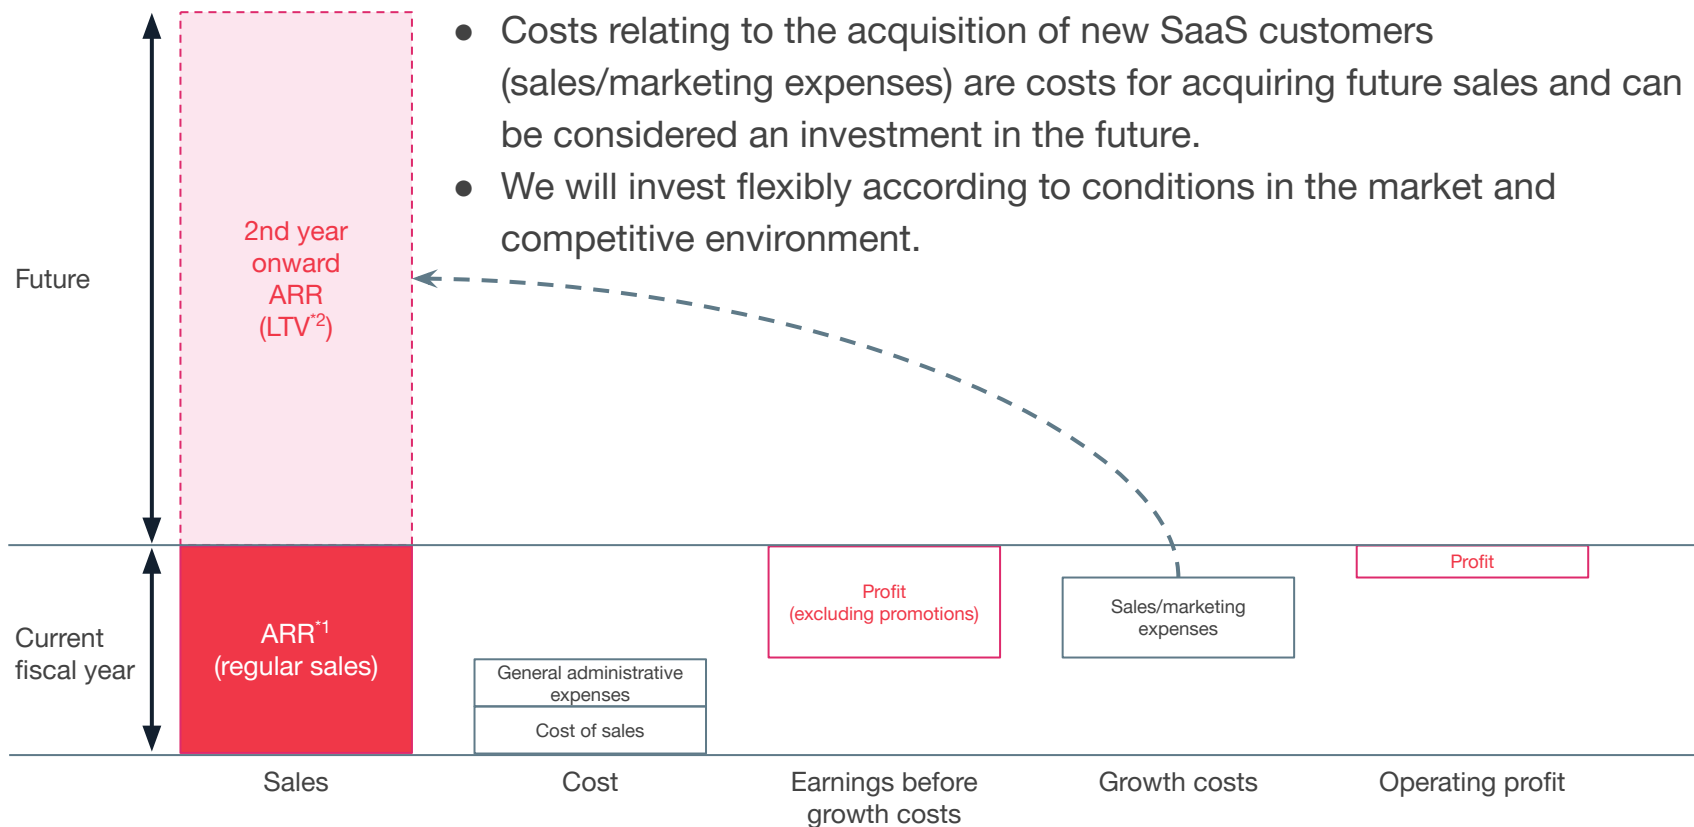 ● Costs relating to the acquisition of new SaaS customers
(sales/marketing expenses) are costs for acquiring future sales and can
be considered an investment in the future.
● We will invest flexibly according to conditions in the market and
competitive environment.
Future
2nd year
onward
ARR
(LTV*2)
Current
fiscal year
ARR*1
(regular sales)
General administrative
expenses
Cost of sales
Profit
(excluding promotions)
Sales/marketing
expenses
Profit
Sales
Cost
Earnings before
growth costs
Growth costs
Operating profit